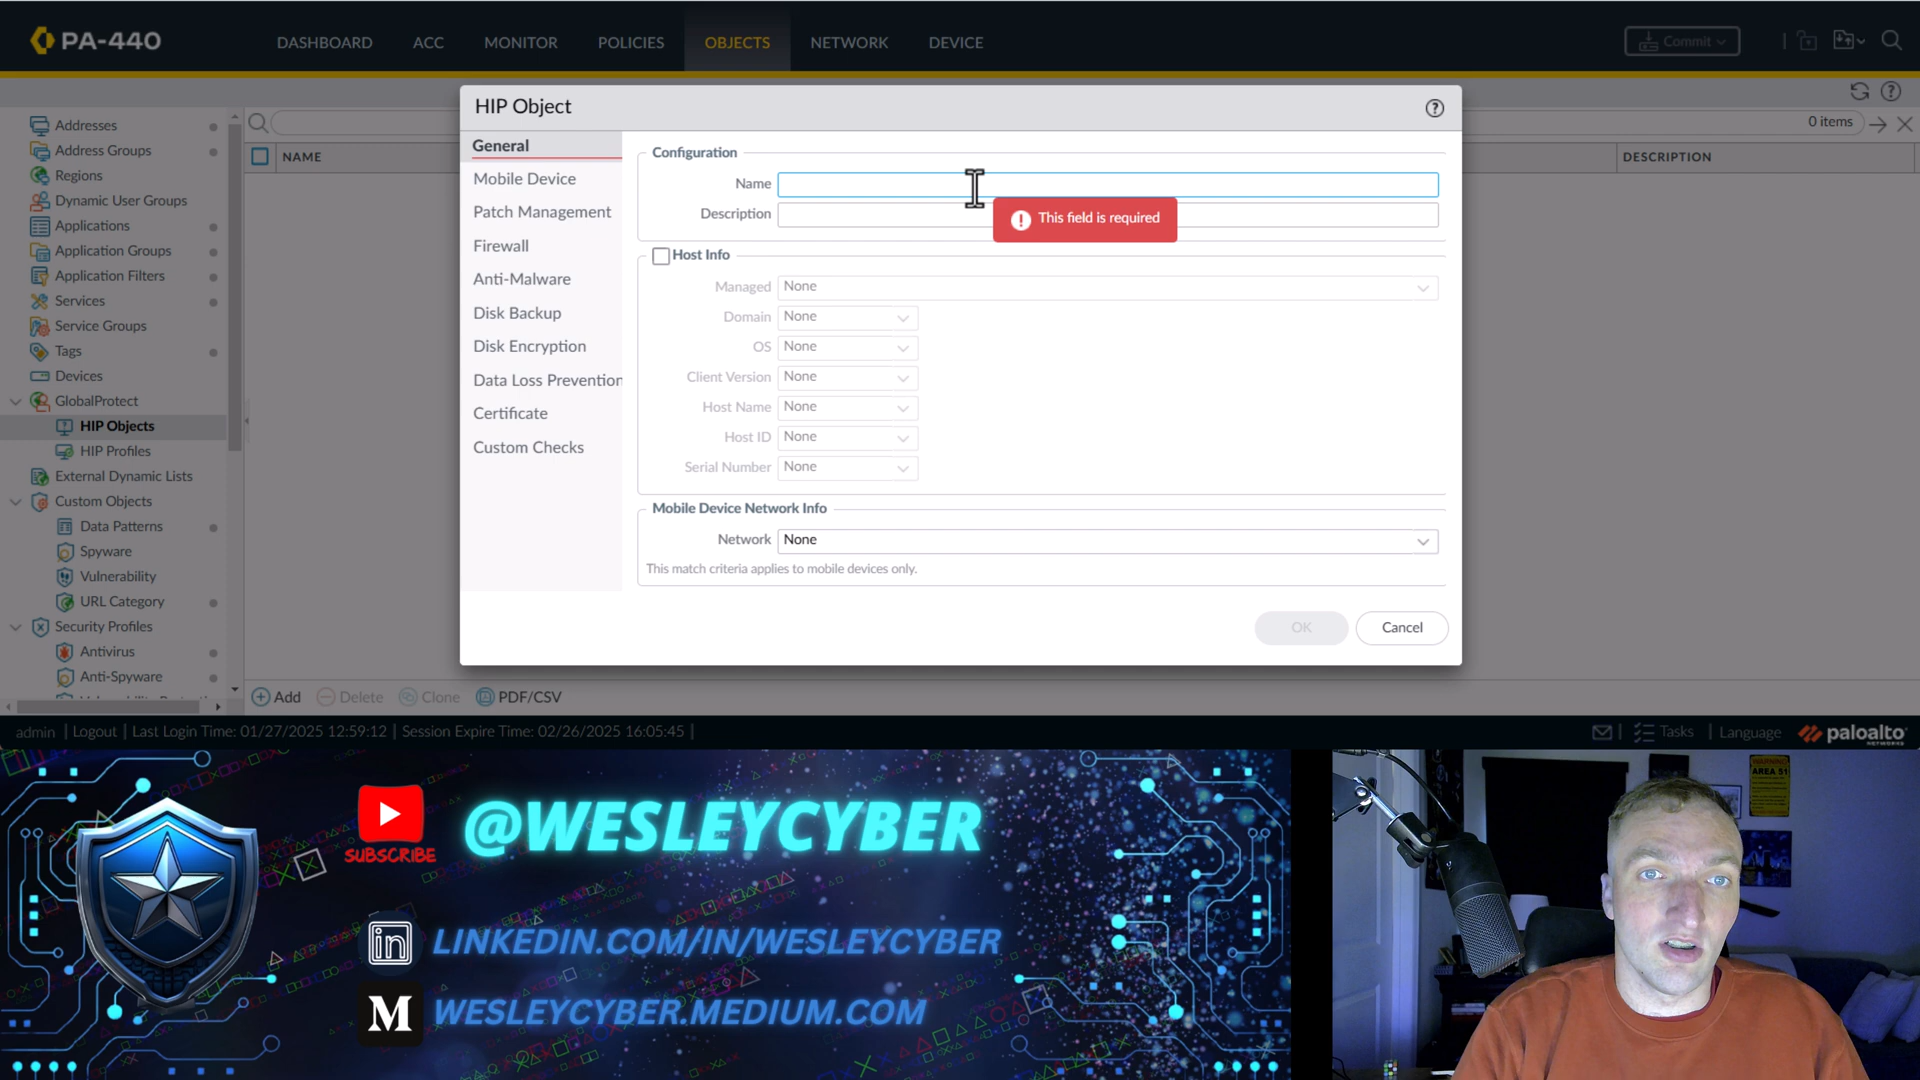 PA-440
DASHBOARD
ACC
MONITOR
POLICIES
OBJECTS
NETWORK
DEVICE
Commit
Addresses
Address Groups
Regions
Dynamic User Groups
Applications
Application Groups
Application Filters
Services
Service Groups
Tags
Devices
GlobalProtect
HIP Objects
HIP Profiles
External Dynamic Lists
Custom Objects
Data Patterns
Spyware
Vulnerability
URL Category
Security Profiles
Antivirus
Anti-Spyware
0 items
NAME
DESCRIPTION
HIP Object
General
Mobile Device
Patch Management
Firewall
Anti-Malware
Disk Backup
Disk Encryption
Data Loss Prevention
Certificate
Custom Checks
Configuration
Name
Description
This field is required
Host Info
Managed None
Domain None
OS None
Client Version None
Host Name None
Host ID None
Serial Number None
Mobile Device Network Info
Network None
This match criteria applies to mobile devices only.
OK
Cancel
Add
Delete
Clone
PDF/CSV
admin | Logout | Last Login Time: 01/27/2025 12:59:12 | Session Expire Time: 02/26/2025 16:05:45 |
Tasks | Language
paloalto
NETWORKS
SUBSCRIBE
@WESLEYCYBER
in
LINKEDIN.COM/IN/WESLEYCYBER
M
WESLEYCYBER.MEDIUM.COM
AREA 51